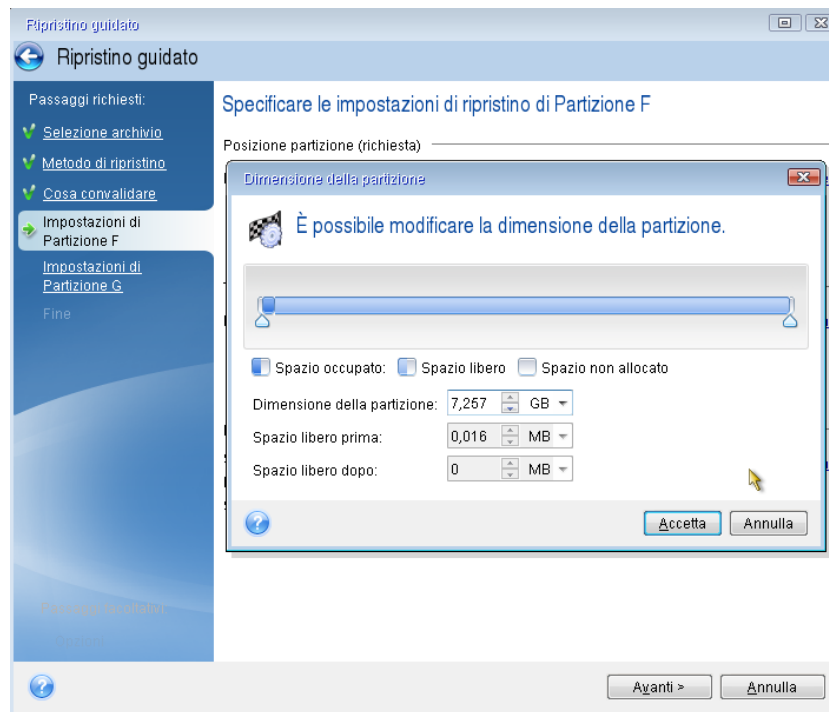 Ripristino guidato
Ripristino guidato
Passaggi richiesti:
Selezione archivio
Metodo di ripristino
Cosa convalidare
Impostazioni di
Partizione F
Impostazioni di
Partizione G
Fine
Specificare le impostazioni di ripristino di Partizione F
Posizione partizione (richiesta)
Dimensione della partizione
È possibile modificare la dimensione della partizione.
Spazio occupato: Spazio libero Spazio non allocato
Dimensione della partizione: 7,257 GB
Spazio libero prima: 0,016 MB
Spazio libero dopo: 0 MB
Accetta Annulla
Avanti > Annulla